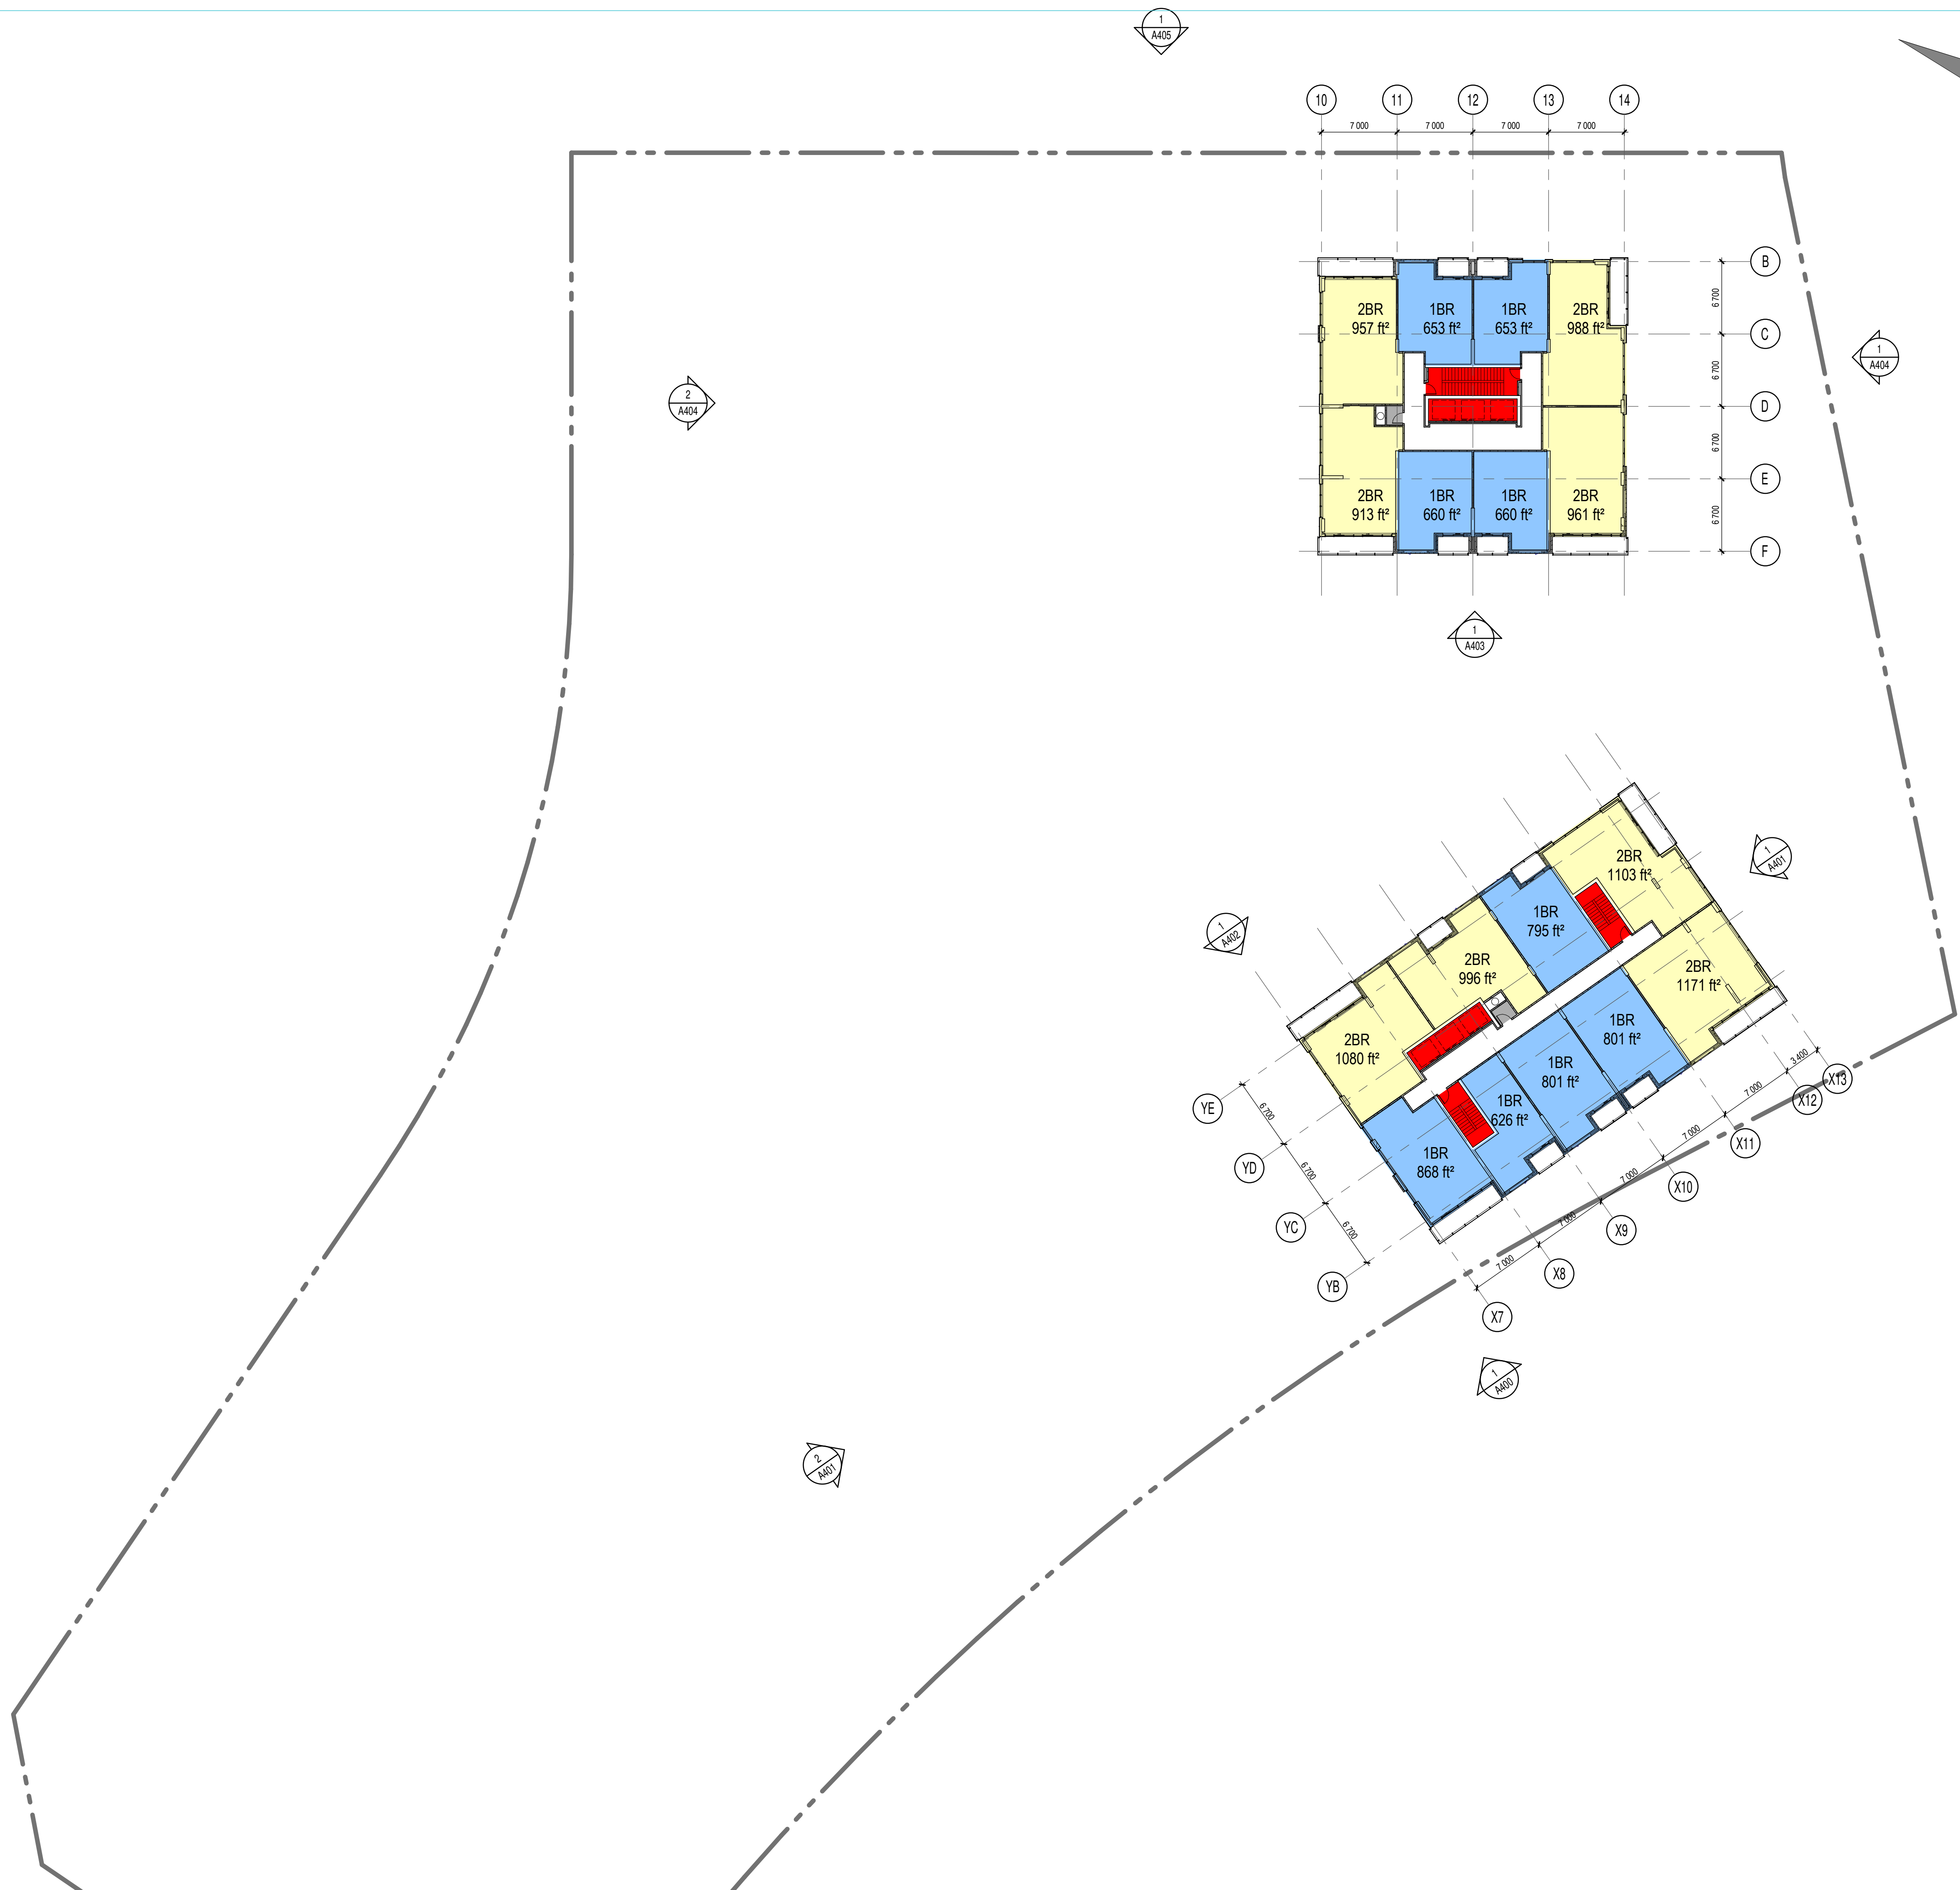 1
A405
10
11
12
13
14
7 000
7 000
7 000
7 000
B
C
D
E
F
6 700
6 700
6 700
6 700
2BR
957 ft²
1BR
653 ft²
1BR
653 ft²
2BR
988 ft²
2BR
913 ft²
1BR
660 ft²
1BR
660 ft²
2BR
961 ft²
2
A404
1
A404
1
A403
1
A401
1
A402
2BR
1103 ft²
1BR
795 ft²
2BR
996 ft²
2BR
1171 ft²
2BR
1080 ft²
1BR
801 ft²
1BR
801 ft²
1BR
626 ft²
1BR
868 ft²
YE
YD
YC
YB
6 700
6 700
6 700
X13
X12
X11
X10
X9
X8
X7
3 400
7 000
7 000
7 000
7 000
7 000
1
A400
2
A401